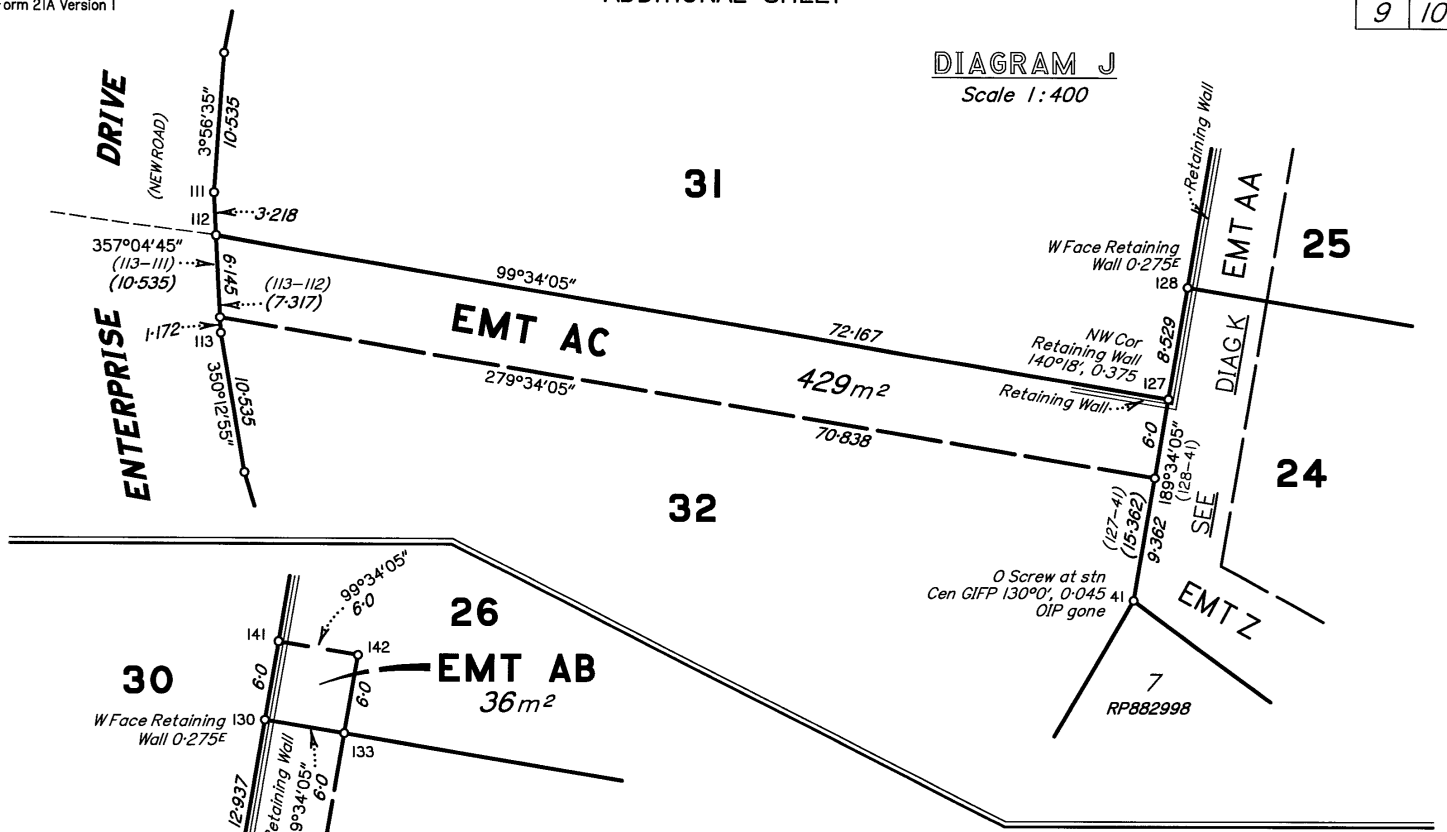 orm 21A Version 1
9 10
DIAGRAM J
Scale 1:400
DRIVE
(NEW ROAD)
ENTERPRISE
3°56'35"
10·535
111
3·218
112
357°04'45"
(113-111)
(10·535)
6·145
(113-112)
(7·317)
1·172
113
350°12'55"
10·535
31
99°34'05"
72·167
EMT AC
429m²
279°34'05"
70·838
32
Retaining Wall
W Face Retaining
Wall 0·275E
128
EMT AA
25
NW Cor
Retaining Wall
140°18', 0·375
127
8·529
Retaining Wall
6·0
189°34'05"
(128-41)
SEE
DIAG K
24
(127-41)
(15·362)
9·362
O Screw at stn
Cen GIFP 130°0', 0·045
OIP gone
41
EMT Z
7
RP882998
99°34'05"
6·0
141
142
26
EMT AB
36m²
30
6·0
6·0
W Face Retaining
Wall 0·275E
130
133
12·937
etaining Wall
9°34'05"
6·0